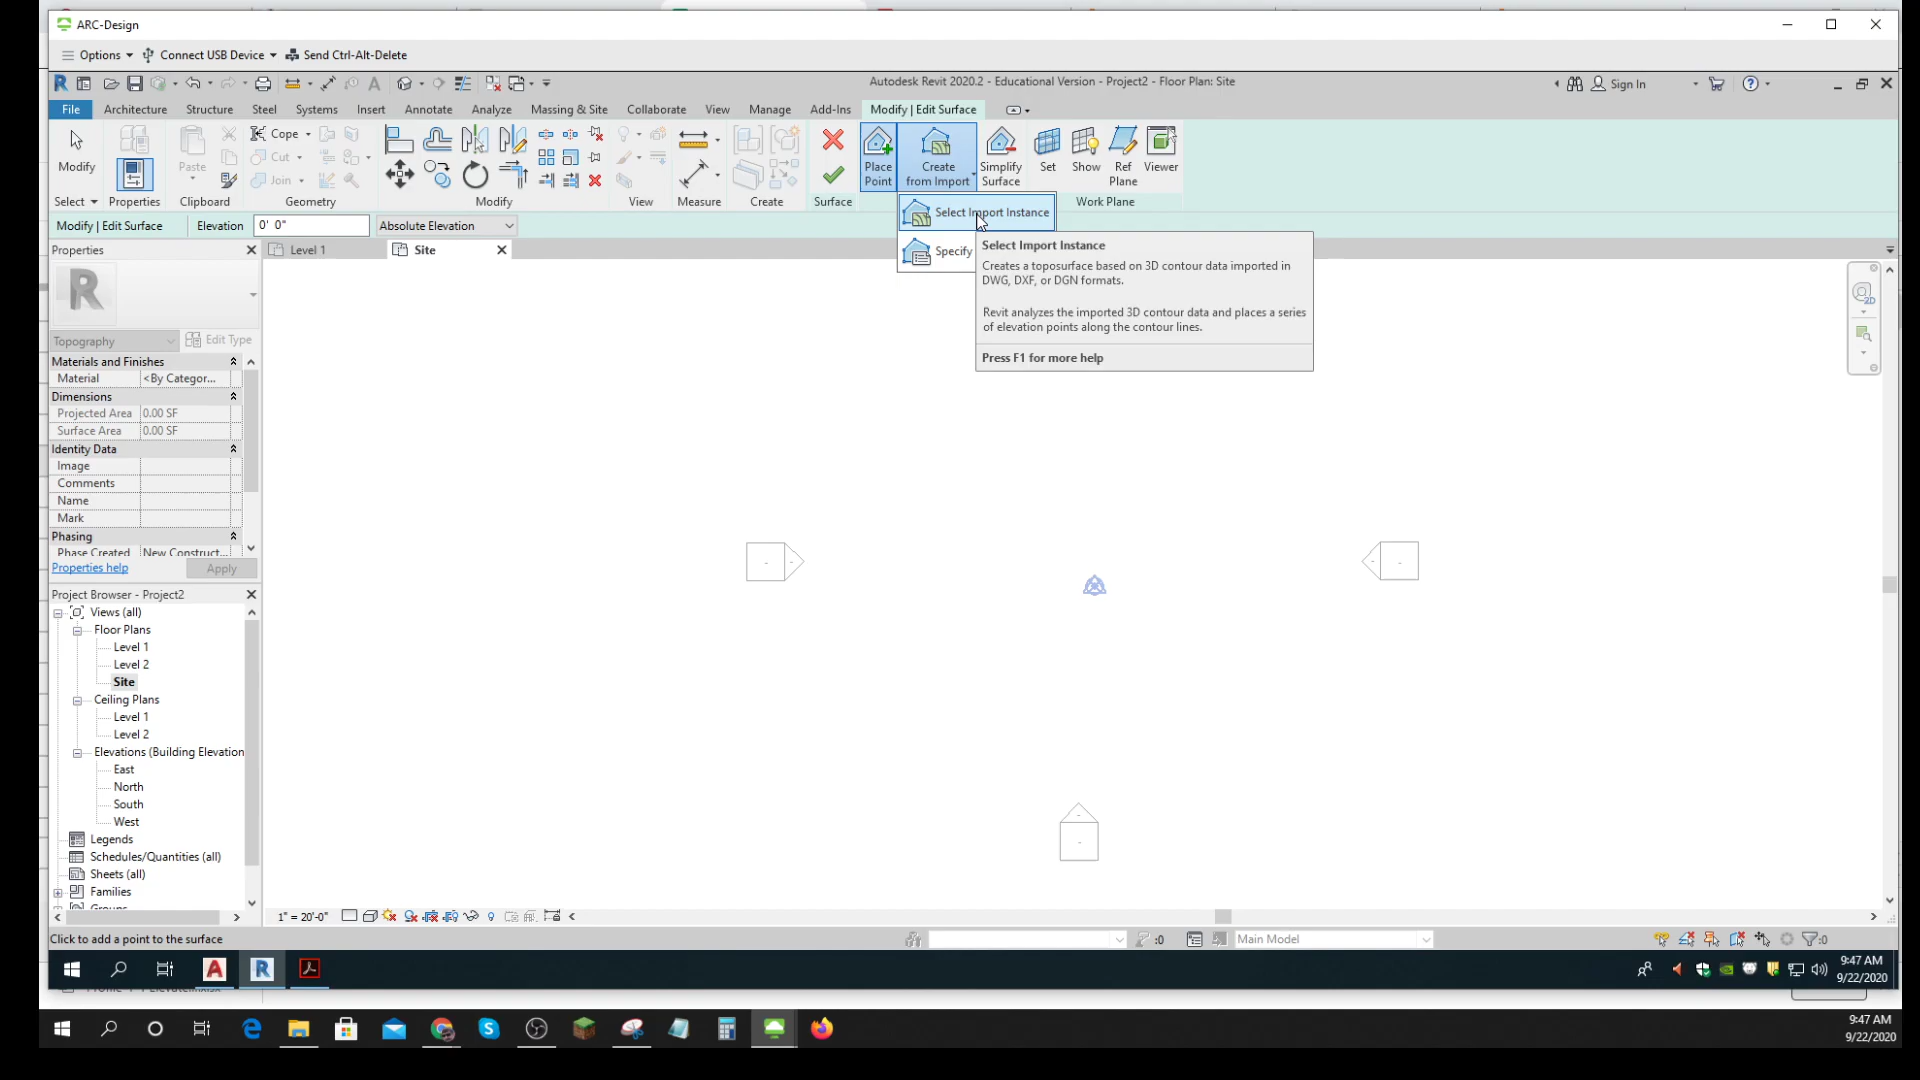 ARC-Design
Options
Connect USB Device
Send Ctrl-Alt-Delete
Autodesk Revit 2020.2 - Educational Version - Project2 - Floor Plan: Site
Sign In
File
Architecture
Structure
Steel
Systems
Insert
Annotate
Analyze
Massing & Site
Collaborate
View
Manage
Add-Ins
Modify | Edit Surface
Modify
Paste
Cope
Cut
Join
Place
Point
Create
from Import
Simplify
Surface
Set
Show
Ref
Plane
Viewer
Select
Properties
Clipboard
Geometry
Modify
View
Measure
Create
Surface
Work Plane
Select Import Instance
Specify
Modify | Edit Surface
Elevation
0' 0"
Absolute Elevation
Select Import Instance
Creates a toposurface based on 3D contour data imported in
DWG, DXF, or DGN formats.
Revit analyzes the imported 3D contour data and places a series
of elevation points along the contour lines.
Press F1 for more help
Properties
Level 1
Site
2D
R
Topography
Edit Type
Materials and Finishes
Material
<By Categor...
Dimensions
Projected Area
0.00 SF
Surface Area
0.00 SF
Identity Data
Image
Comments
Name
Mark
Phasing
Phase Created
New Construct...
Properties help
Apply
Project Browser - Project2
Views (all)
Floor Plans
Level 1
Level 2
Site
Ceiling Plans
Level 1
Level 2
Elevations (Building Elevation
East
North
South
West
Legends
Schedules/Quantities (all)
Sheets (all)
Families
Groups
1" = 20'-0"
Click to add a point to the surface
:0
Main Model
:0
9:47 AM
9/22/2020
9:47 AM
9/22/2020